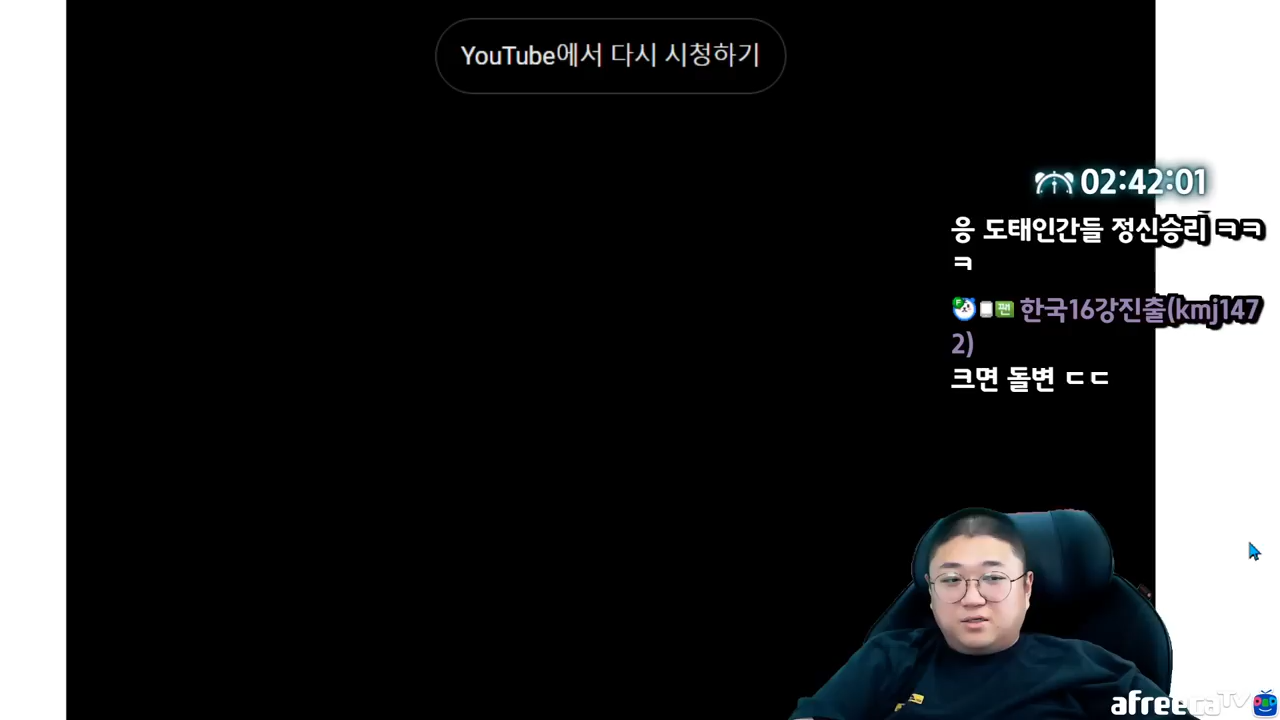 YouTube에서 다시 시청하기
02:42:01
응 도태인간들 정신승리 ㅋㅋ
ㅋ
F 팬 한국16강진출(kmj147
2)
크면 돌변 ㄷㄷ
afreecaTV